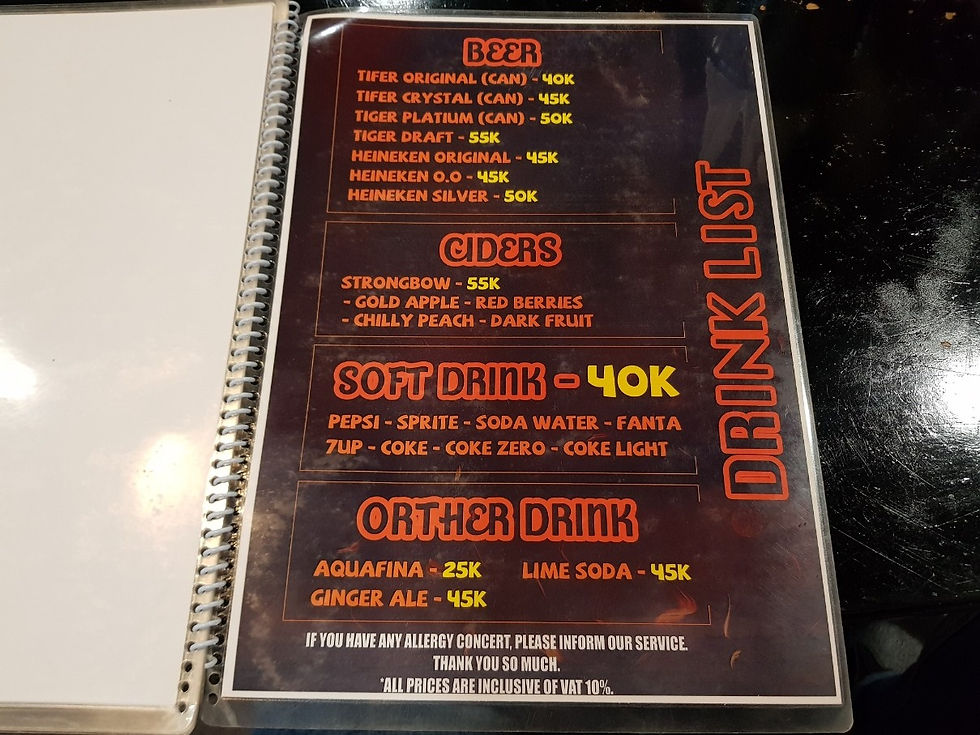 BEER
TIFER ORIGINAL (CAN) - 40K
TIFER CRYSTAL (CAN) - 45K
TIGER PLATIUM (CAN) - 50K
TIGER DRAFT - 55K
HEINEKEN ORIGINAL - 45K
HEINEKEN 0.0 - 45K
HEINEKEN SILVER - 50K
CIDERS
STRONGBOW - 55K
- GOLD APPLE - RED BERRIES
- CHILLY PEACH - DARK FRUIT
SOFT DRINK - 40K
PEPSI - SPRITE - SODA WATER - FANTA
7UP - COKE - COKE ZERO - COKE LIGHT
ORTHER DRINK
AQUAFINA - 25K LIME SODA - 45K
GINGER ALE - 45K
IF YOU HAVE ANY ALLERGY CONCERT, PLEASE INFORM OUR SERVICE.
THANK YOU SO MUCH.
*ALL PRICES ARE INCLUSIVE OF VAT 10%.
DRINK LIST